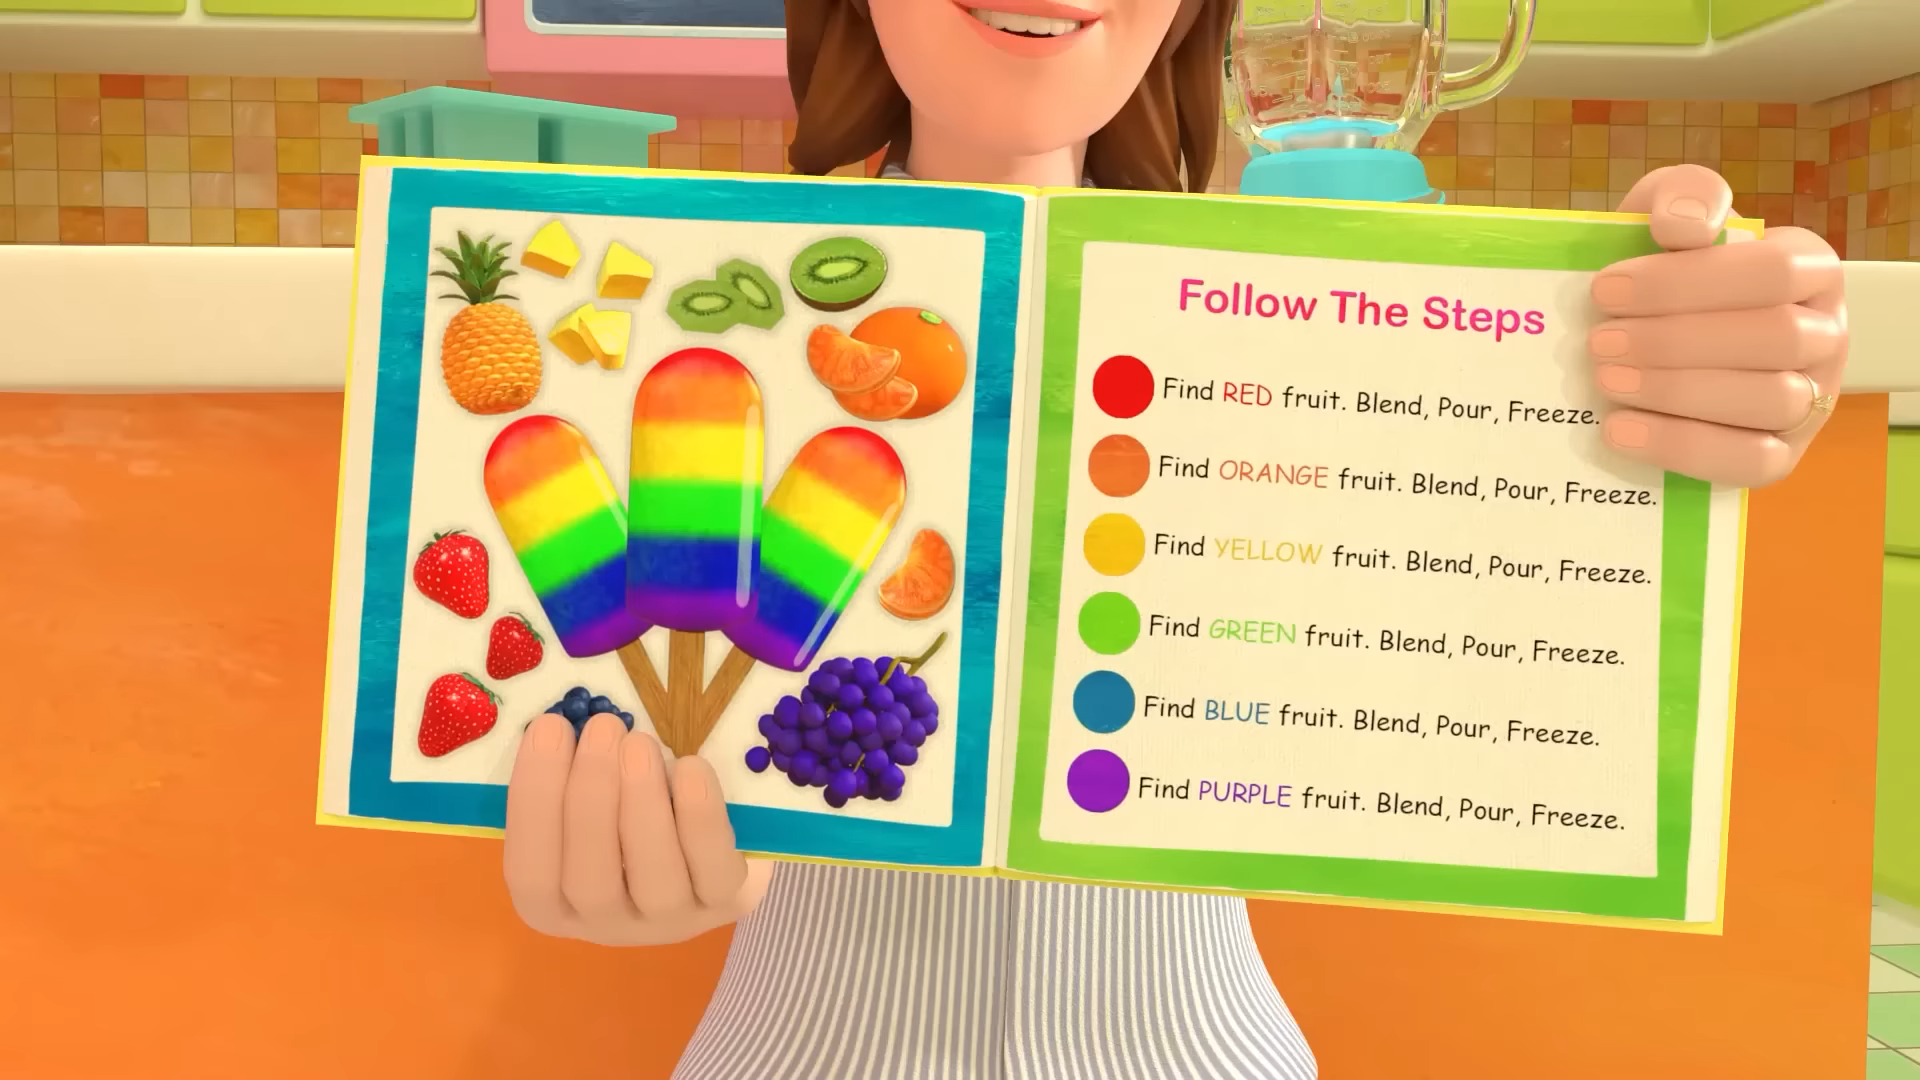 Follow The Steps
Find RED fruit. Blend, Pour, Freeze.
Find ORANGE fruit. Blend, Pour, Freeze.
Find YELLOW fruit. Blend, Pour, Freeze.
Find GREEN fruit. Blend, Pour, Freeze.
Find BLUE fruit. Blend, Pour, Freeze.
Find PURPLE fruit. Blend, Pour, Freeze.